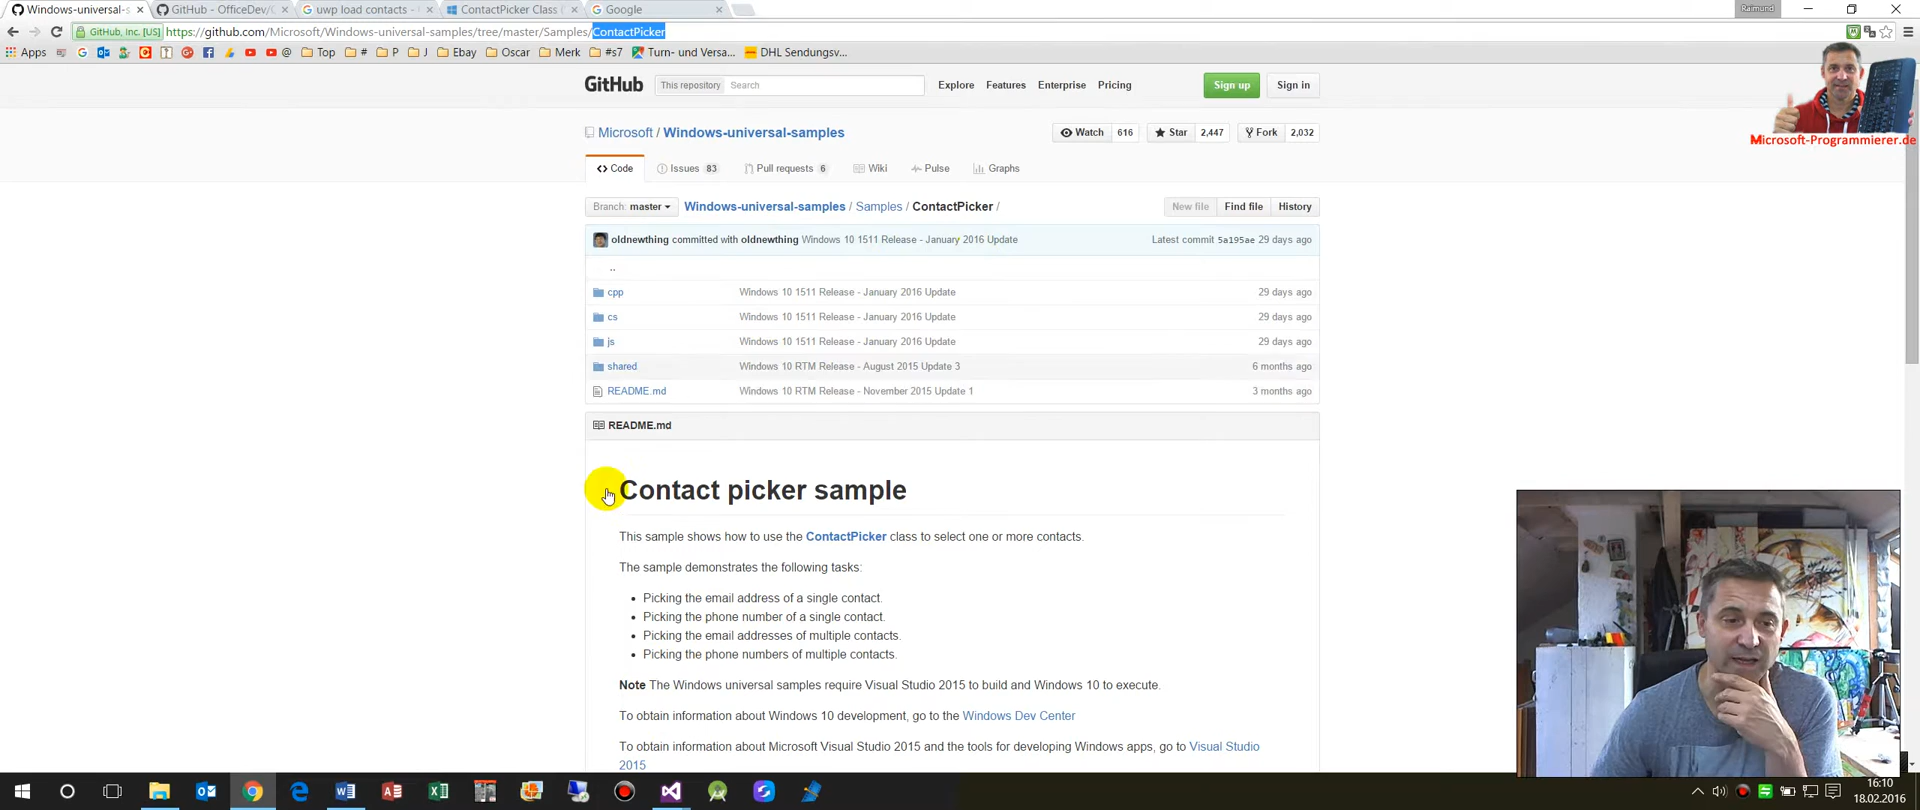 Windows-universal-s
GitHub - OfficeDev/C
uwp load contacts -
ContactPicker Class (
Google
Raimund
GitHub, Inc. [US]
https://github.com/Microsoft/Windows-universal-samples/tree/master/Samples/ContactPicker
Apps
Top
#
P
J
Ebay
Oscar
Merk
#s7
Turn- und Versa...
DHL Sendungsv...
GitHub
This repository
Search
Explore
Features
Enterprise
Pricing
Sign up
Sign in
Microsoft-Programmierer.de
Microsoft / Windows-universal-samples
Watch 616
Star 2,447
Fork 2,032
Code
Issues 83
Pull requests 6
Wiki
Pulse
Graphs
Branch: master
Windows-universal-samples / Samples / ContactPicker /
New file
Find file
History
oldnewthing committed with oldnewthing Windows 10 1511 Release - January 2016 Update
Latest commit 5a195ae 29 days ago
..
cpp Windows 10 1511 Release - January 2016 Update 29 days ago
cs Windows 10 1511 Release - January 2016 Update 29 days ago
js Windows 10 1511 Release - January 2016 Update 29 days ago
shared Windows 10 RTM Release - August 2015 Update 3 6 months ago
README.md Windows 10 RTM Release - November 2015 Update 1 3 months ago
README.md
Contact picker sample
This sample shows how to use the ContactPicker class to select one or more contacts.
The sample demonstrates the following tasks:
• Picking the email address of a single contact.
• Picking the phone number of a single contact.
• Picking the email addresses of multiple contacts.
• Picking the phone numbers of multiple contacts.
Note The Windows universal samples require Visual Studio 2015 to build and Windows 10 to execute.
To obtain information about Windows 10 development, go to the Windows Dev Center
To obtain information about Microsoft Visual Studio 2015 and the tools for developing Windows apps, go to Visual Studio
2015
16:10
18.02.2016